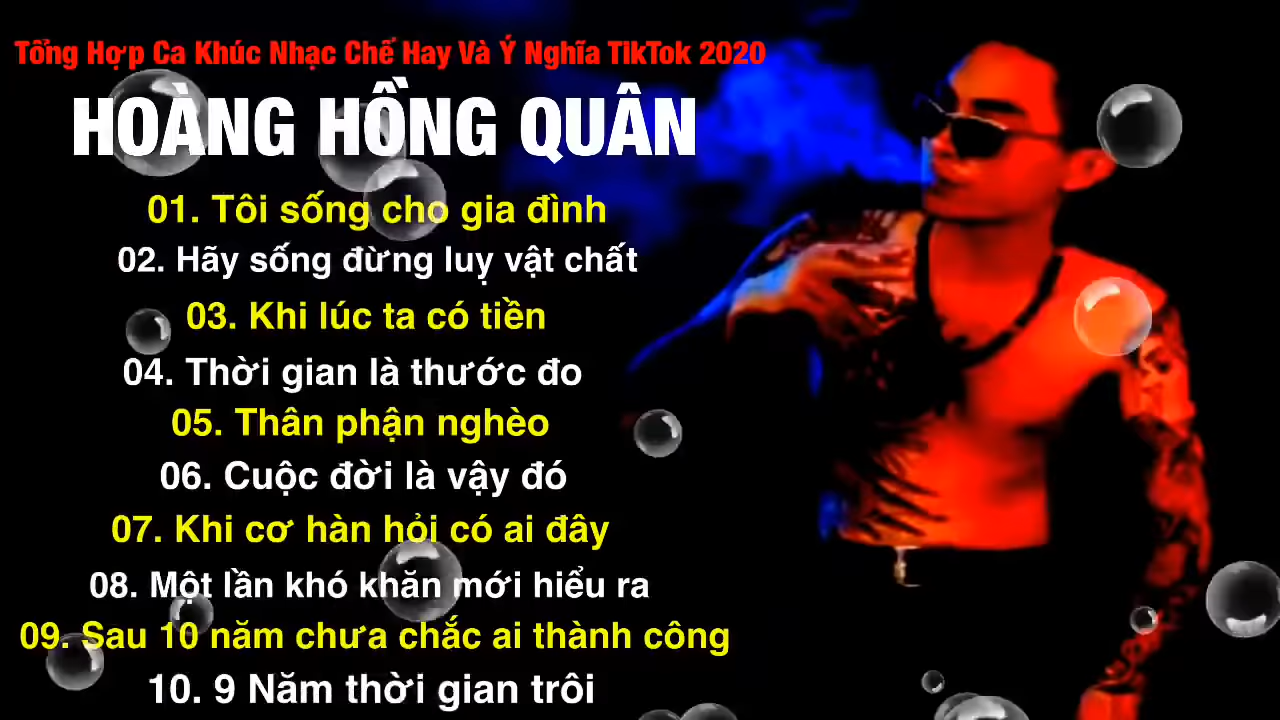 Tổng Hợp Ca Khúc Nhạc Chế Hay Và Ý Nghĩa TikTok 2020
HOÀNG HỒNG QUÂN
01. Tôi sống cho gia đình
02. Hãy sống đừng luỵ vật chất
03. Khi lúc ta có tiền
04. Thời gian là thước đo
05. Thân phận nghèo
06. Cuộc đời là vậy đó
07. Khi cơ hàn hỏi có ai đây
08. Một lần khó khăn mới hiểu ra
09. Sau 10 năm chưa chắc ai thành công
10. 9 Năm thời gian trôi